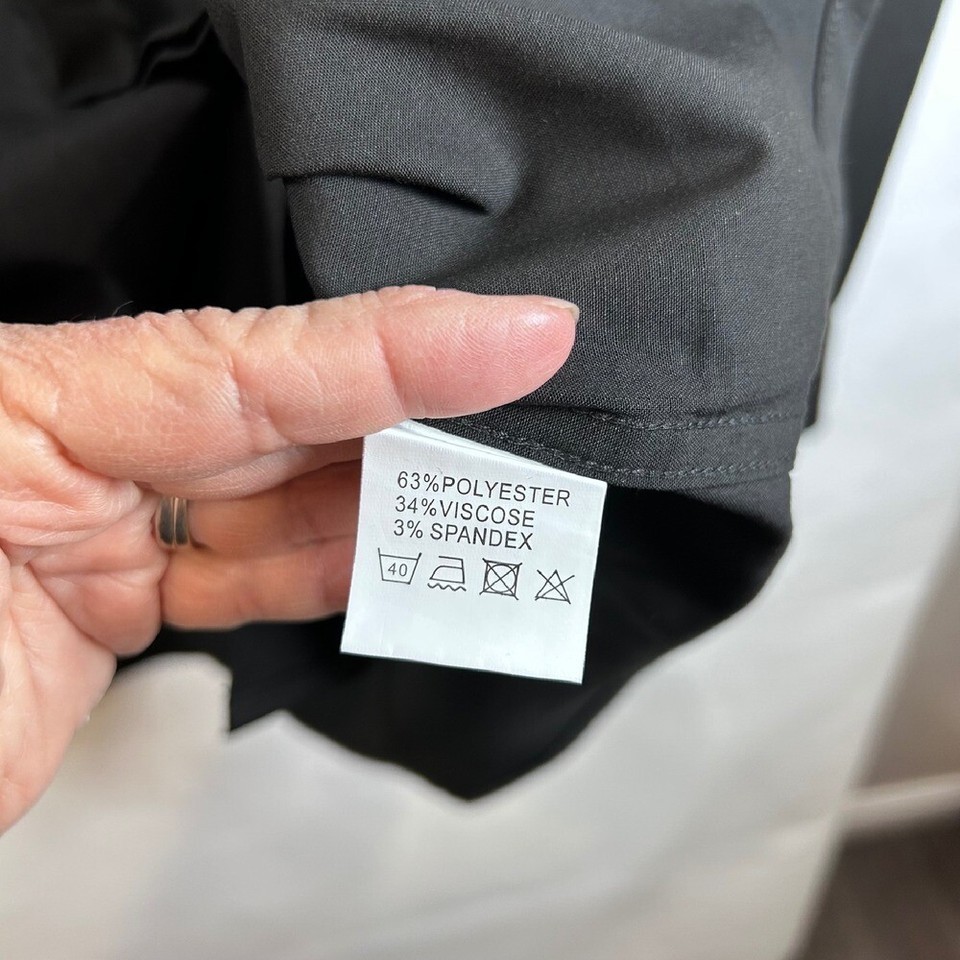 63%POLYESTER
34%VISCOSE
3% SPANDEX
40